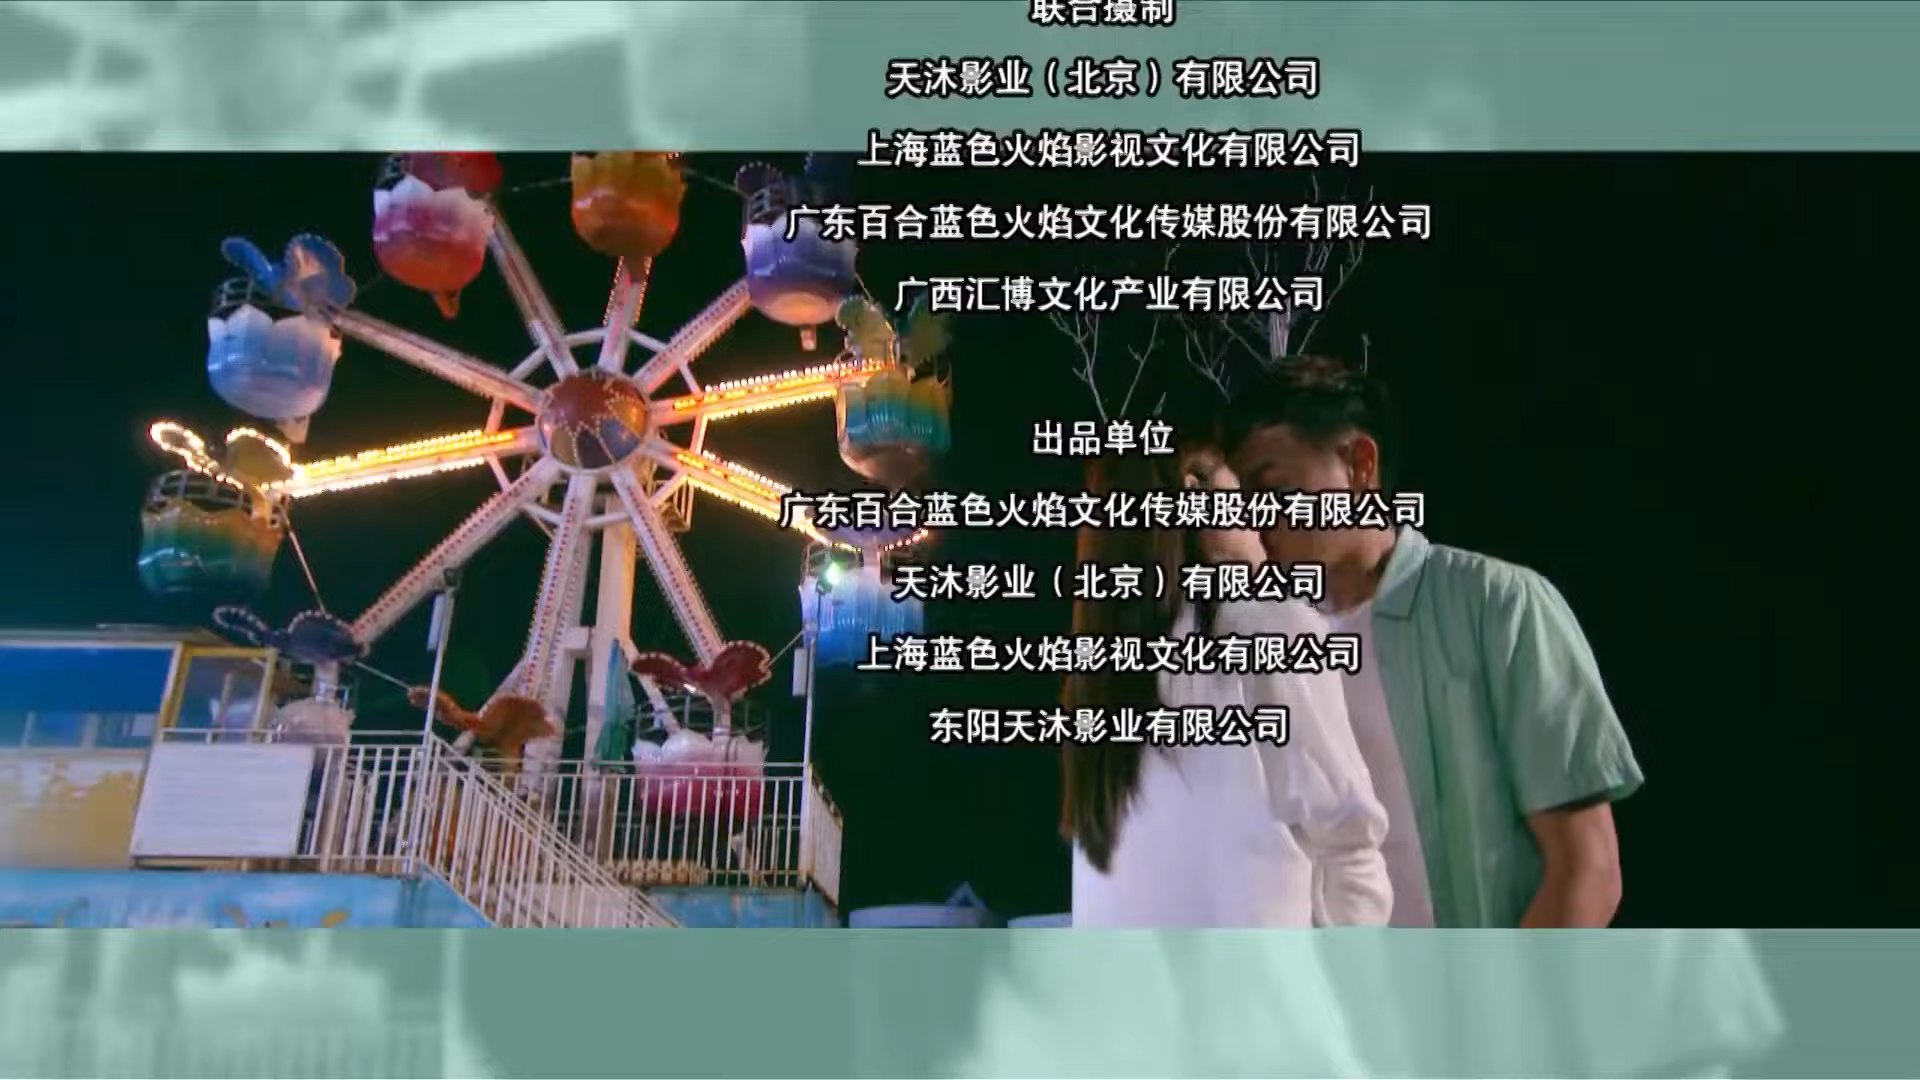 联合摄制
天沐影业（北京）有限公司
上海蓝色火焰影视文化有限公司
广东百合蓝色火焰文化传媒股份有限公司
广西汇博文化产业有限公司
出品单位
广东百合蓝色火焰文化传媒股份有限公司
天沐影业（北京）有限公司
上海蓝色火焰影视文化有限公司
东阳天沐影业有限公司